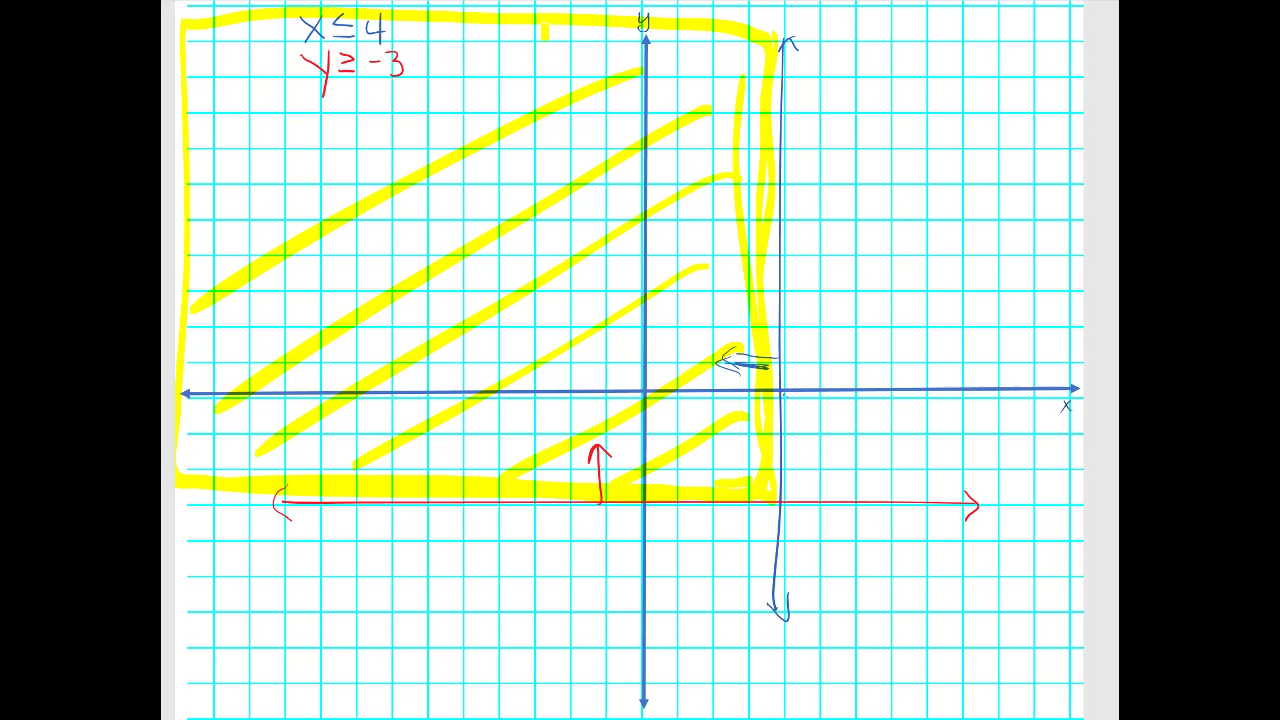 x ≤ 4
y ≥ -3
y
x